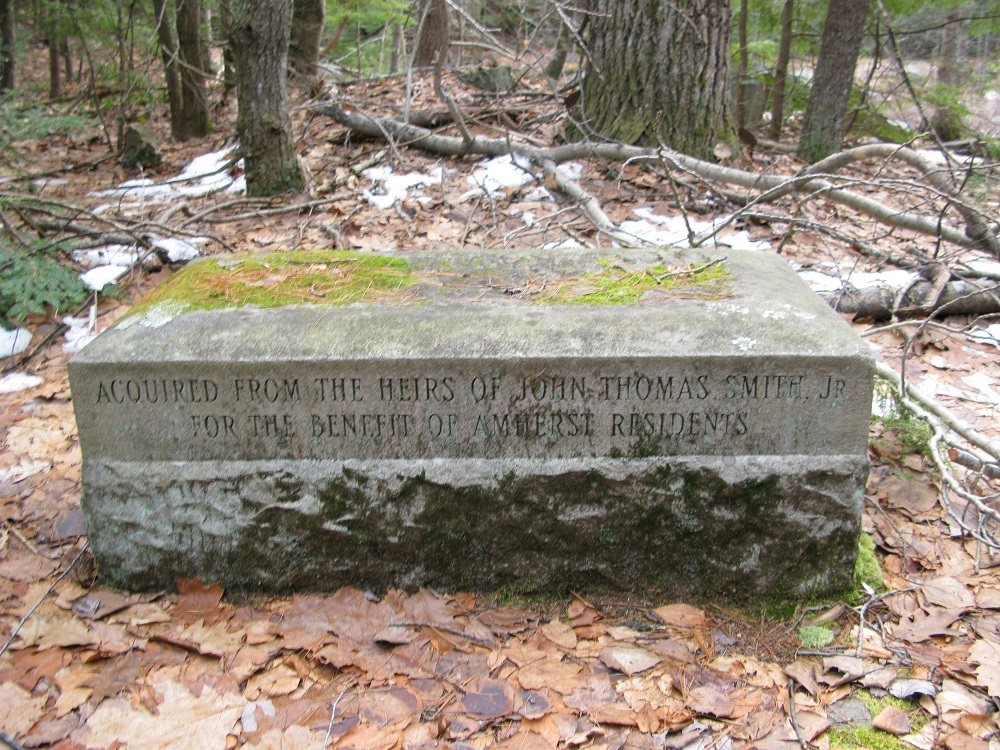 ACQUIRED FROM THE HEIRS OF JOHN THOMAS SMITH, JR
FOR THE BENEFIT OF AMHERST RESIDENTS